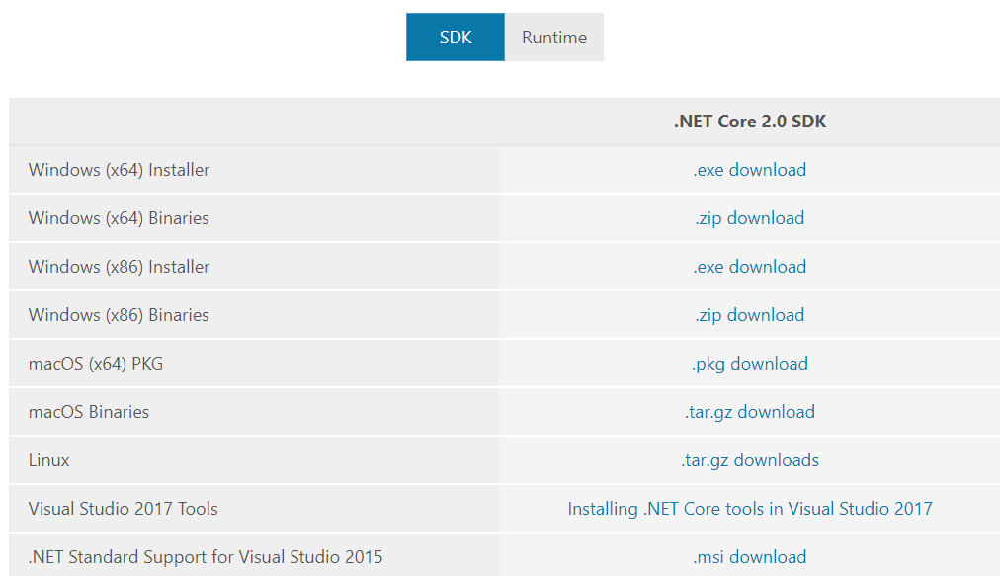 SDK Runtime
.NET Core 2.0 SDK
Windows (x64) Installer .exe download
Windows (x64) Binaries .zip download
Windows (x86) Installer .exe download
Windows (x86) Binaries .zip download
macOS (x64) PKG .pkg download
macOS Binaries .tar.gz download
Linux .tar.gz downloads
Visual Studio 2017 Tools Installing .NET Core tools in Visual Studio 2017
.NET Standard Support for Visual Studio 2015 .msi download